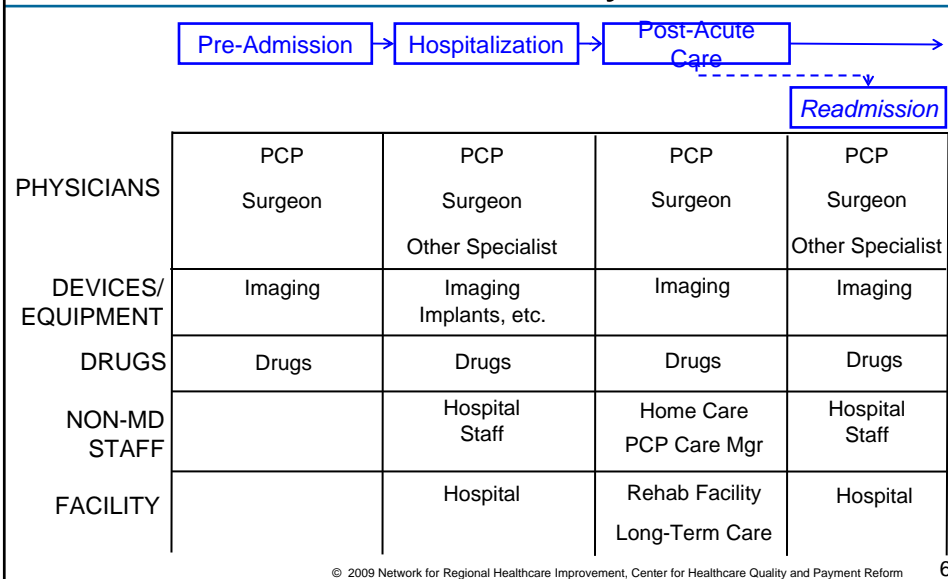 Pre-Admission
Hospitalization
Post-Acute
Care
Readmission
PHYSICIANS
PCP
Surgeon
PCP
Surgeon
Other Specialist
PCP
Surgeon
PCP
Surgeon
Other Specialist
DEVICES/
EQUIPMENT
Imaging
Imaging
Implants, etc.
Imaging
Imaging
DRUGS
Drugs
Drugs
Drugs
Drugs
NON-MD
STAFF
Hospital
Staff
Home Care
PCP Care Mgr
Hospital
Staff
FACILITY
Hospital
Rehab Facility
Long-Term Care
Hospital
© 2009 Network for Regional Healthcare Improvement, Center for Healthcare Quality and Payment Reform